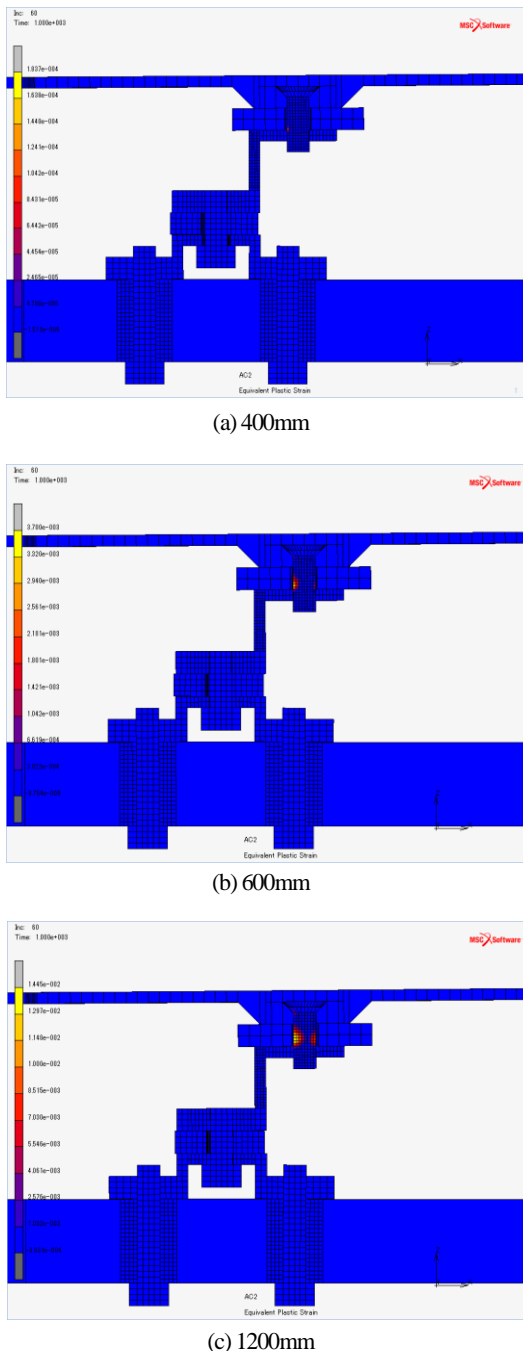 Inc: 60
Time: 1.000e+003
MSC Software
1.837e-004
1.638e-004
1.440e-004
1.241e-004
1.042e-004
8.431e-005
6.443e-005
4.454e-005
2.465e-005
AC2
Equivalent Plastic Strain
1
(a) 400mm
Inc: 60
Time: 1.000e+003
MSC Software
3.700e-003
3.320e-003
2.940e-003
2.561e-003
2.181e-003
1.801e-003
1.421e-003
1.042e-003
6.619e-004
AC2
Equivalent Plastic Strain
(b) 600mm
Inc: 60
Time: 1.000e+003
MSC Software
1.445e-002
1.297e-002
1.148e-002
1.000e-002
8.515e-003
7.030e-003
5.546e-003
4.061e-003
2.576e-003
AC2
Equivalent Plastic Strain
(c) 1200mm